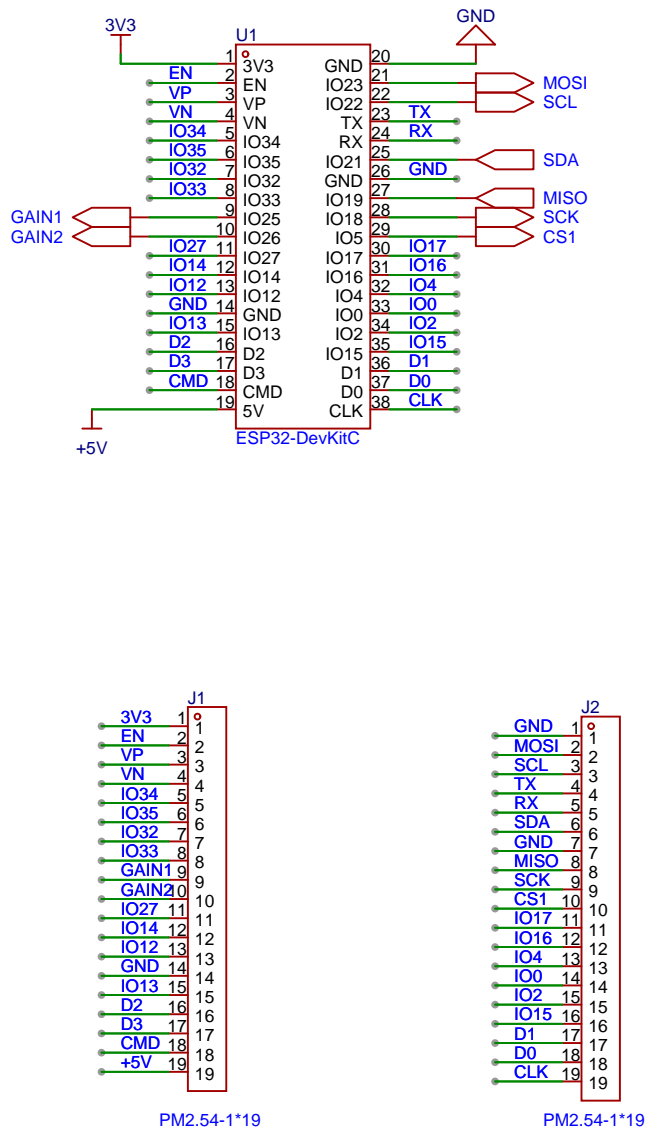 3V3
GND
U1
1 3V3 GND 20
EN 2 EN IO23 21 MOSI
VP 3 VP IO22 22 SCL
VN 4 VN TX 23 TX
IO34 5 IO34 RX 24 RX
IO35 6 IO35 IO21 25 SDA
IO32 7 IO32 GND 26 GND
IO33 8 IO33 IO19 27 MISO
GAIN1 9 IO25 IO18 28 SCK
GAIN2 10 IO26 IO5 29 CS1
IO27 11 IO27 IO17 30 IO17
IO14 12 IO14 IO16 31 IO16
IO12 13 IO12 IO4 32 IO4
GND 14 GND IO0 33 IO0
IO13 15 IO13 IO2 34 IO2
D2 16 D2 IO15 35 IO15
D3 17 D3 D1 36 D1
CMD 18 CMD D0 37 D0
19 5V CLK 38 CLK
+5V
ESP32-DevKitC
J1
3V3 1 1
EN 2 2
VP 3 3
VN 4 4
IO34 5 5
IO35 6 6
IO32 7 7
IO33 8 8
GAIN1 9 9
GAIN2 10 10
IO27 11 11
IO14 12 12
IO12 13 13
GND 14 14
IO13 15 15
D2 16 16
D3 17 17
CMD 18 18
+5V 19 19
PM2.54-1*19
J2
GND 1 1
MOSI 2 2
SCL 3 3
TX 4 4
RX 5 5
SDA 6 6
GND 7 7
MISO 8 8
SCK 9 9
CS1 10 10
IO17 11 11
IO16 12 12
IO4 13 13
IO0 14 14
IO2 15 15
IO15 16 16
D1 17 17
D0 18 18
CLK 19 19
PM2.54-1*19